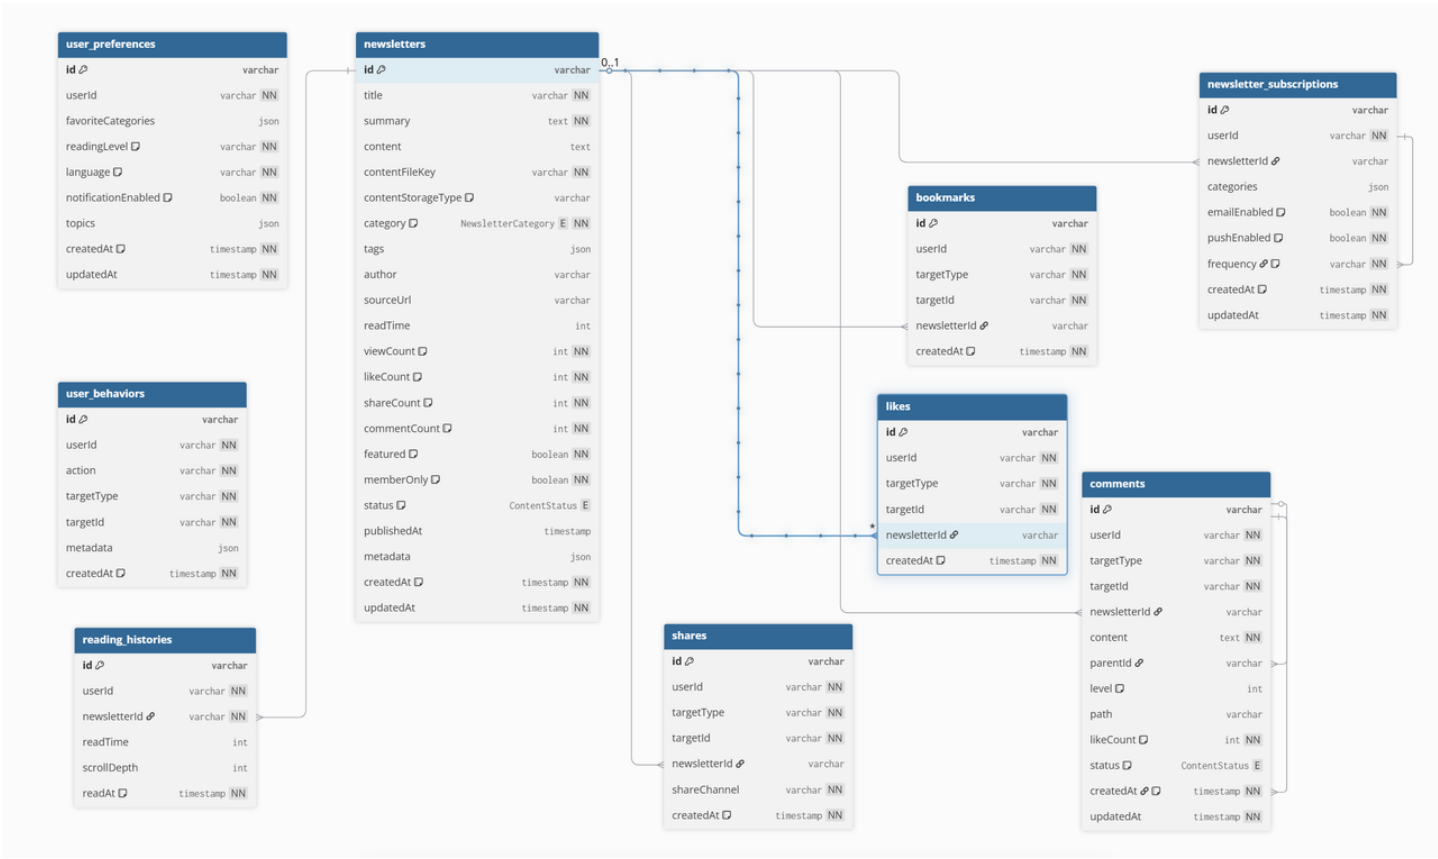 user_preferences
id varchar
userId varchar NN
favoriteCategories json
readingLevel varchar NN
language varchar NN
notificationEnabled boolean NN
topics json
createdAt timestamp NN
updatedAt timestamp NN
newsletters
id varchar
0..1
title varchar NN
summary text NN
content text
contentFileKey varchar NN
contentStorageType varchar
category NewsletterCategory E NN
tags json
author varchar
sourceUrl varchar
readTime int
viewCount int NN
likeCount int NN
shareCount int NN
commentCount int NN
featured boolean NN
memberOnly boolean NN
status ContentStatus E
publishedAt timestamp
metadata json
createdAt timestamp NN
updatedAt timestamp NN
newsletter_subscriptions
id varchar
userId varchar NN
newsletterId varchar
categories json
emailEnabled boolean NN
pushEnabled boolean NN
frequency varchar NN
createdAt timestamp NN
updatedAt timestamp NN
bookmarks
id varchar
userId varchar NN
targetType varchar NN
targetId varchar NN
newsletterId varchar
createdAt timestamp NN
user_behaviors
id varchar
userId varchar NN
action varchar NN
targetType varchar NN
targetId varchar NN
metadata json
createdAt timestamp NN
likes
id varchar
userId varchar NN
targetType varchar NN
targetId varchar NN
*
newsletterId varchar
createdAt timestamp NN
comments
id varchar
userId varchar NN
targetType varchar NN
targetId varchar NN
newsletterId varchar
content text NN
parentId varchar
level int
path varchar
likeCount int NN
status ContentStatus E
createdAt timestamp NN
updatedAt timestamp NN
reading_histories
id varchar
userId varchar NN
newsletterId varchar NN
readTime int
scrollDepth int
readAt timestamp NN
shares
id varchar
userId varchar NN
targetType varchar NN
targetId varchar NN
newsletterId varchar
shareChannel varchar NN
createdAt timestamp NN